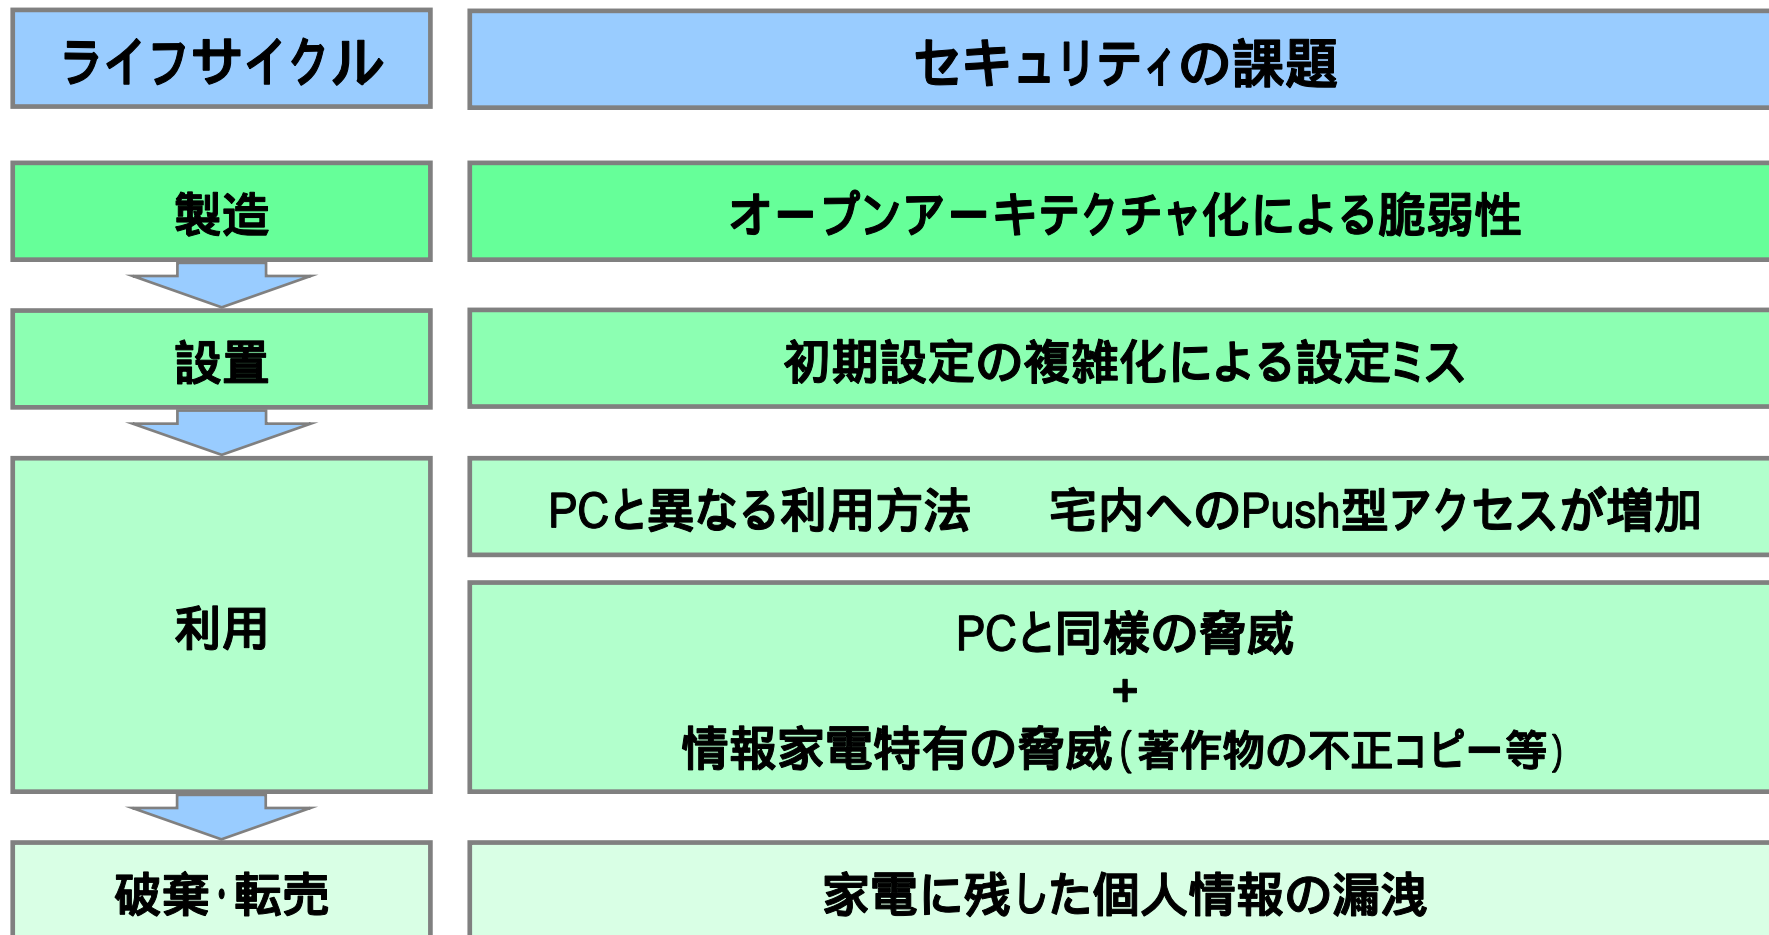 ライフサイクル
セキュリティの課題
製造
オープンアーキテクチャ化による脆弱性
設置
初期設定の複雑化による設定ミス
利用
PCと異なる利用方法　宅内へのPush型アクセスが増加
PCと同様の脅威
+
情報家電特有の脅威(著作物の不正コピー等)
破棄・転売
家電に残した個人情報の漏洩